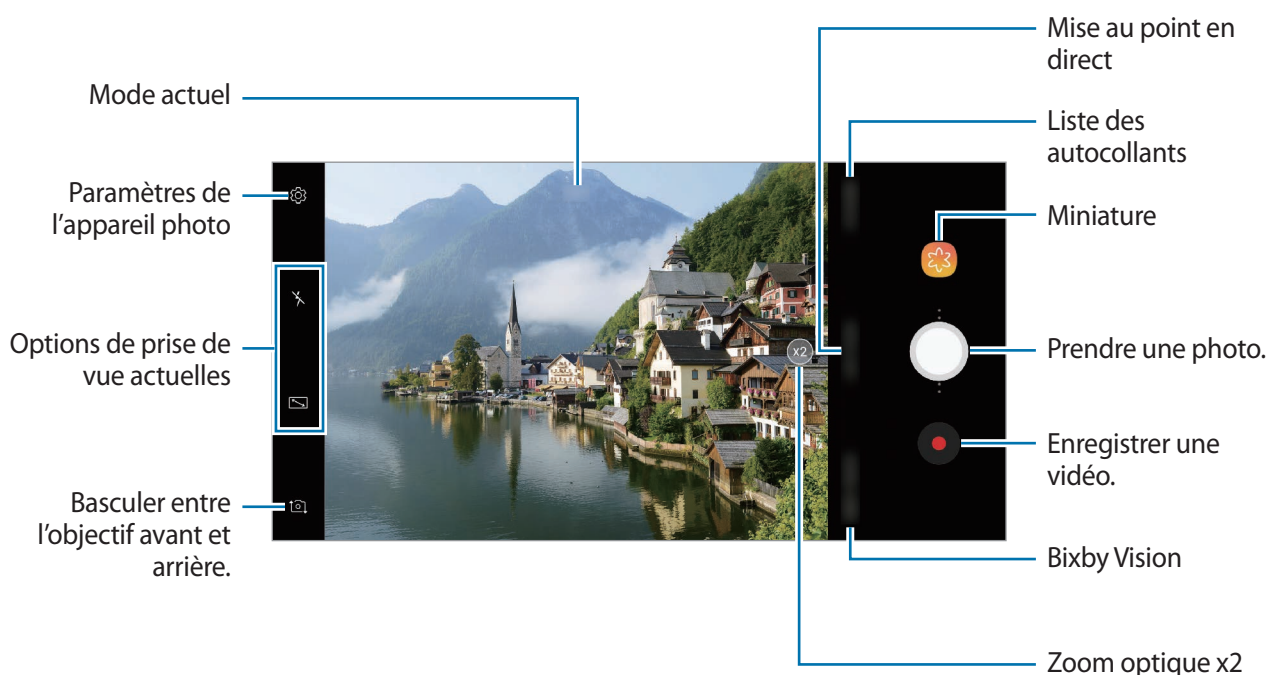 Mode actuel
Paramètres de
l'appareil photo
Options de prise de
vue actuelles
Basculer entre
l'objectif avant et
arrière.
x2
Mise au point en
direct
Liste des
autocollants
Miniature
Prendre une photo.
Enregistrer une
vidéo.
Bixby Vision
Zoom optique x2